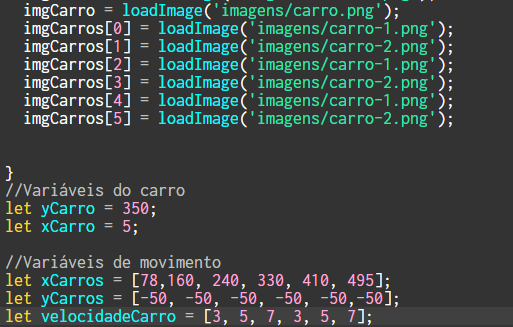 imgCarro = loadImage('imagens/carro.png');
imgCarros[0] = loadImage('imagens/carro-1.png');
imgCarros[1] = loadImage('imagens/carro-2.png');
imgCarros[2] = loadImage('imagens/carro-1.png');
imgCarros[3] = loadImage('imagens/carro-2.png');
imgCarros[4] = loadImage('imagens/carro-1.png');
imgCarros[5] = loadImage('imagens/carro-2.png');
}
//Variáveis do carro
let yCarro = 350;
let xCarro = 5;
//Variáveis de movimento
let xCarros = [78,160, 240, 330, 410, 495];
let yCarros = [-50, -50, -50, -50, -50,-50];
let velocidadeCarro = [3, 5, 7, 3, 5, 7];